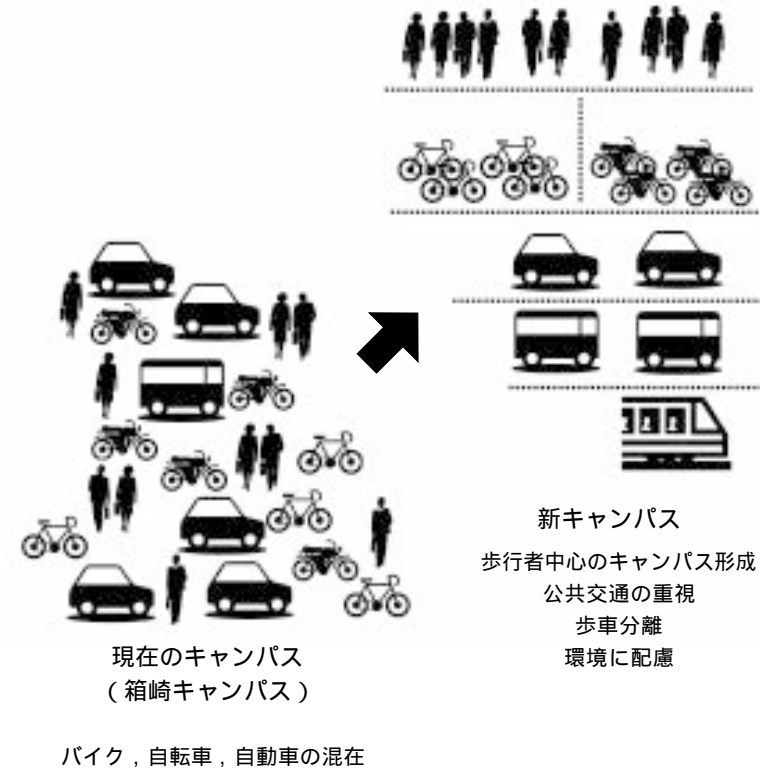 新キャンパス
歩行者中心のキャンパス形成
公共交通の重視
歩車分離
環境に配慮
現在のキャンパス
(箱崎キャンパス)
バイク,自転車,自動車の混在